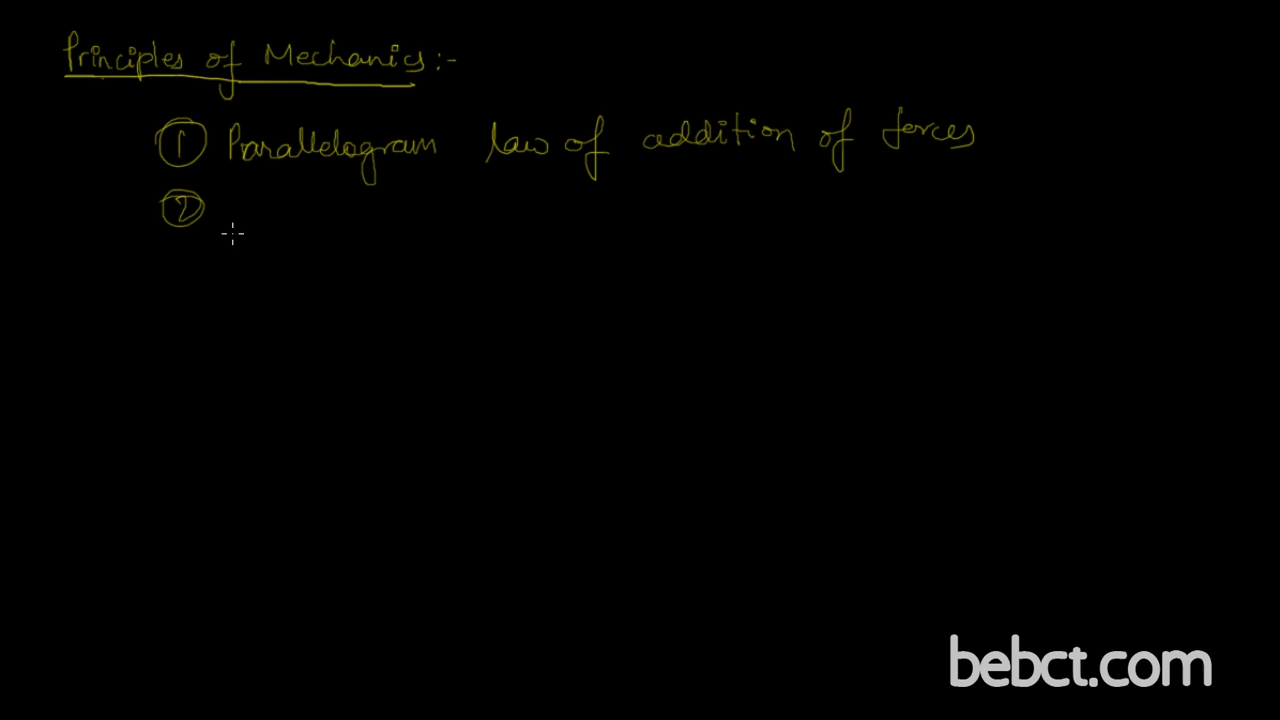 Principles of Mechanics:-
① Parallelogram law of addition of forces
②
bebct.com